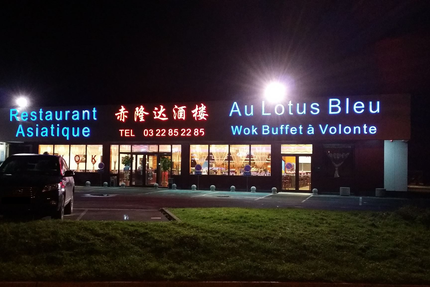 Restaurant
Asiatique
赤隆达酒楼
TEL 03 22 85 22 85
Au Lotus Bleu
Wok Buffet à Volonte